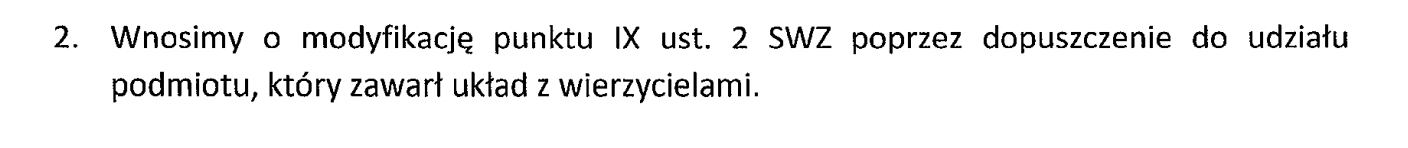 2. Wnosimy o modyfikację punktu IX ust. 2 SWZ poprzez dopuszczenie do udziału
podmiotu, który zawarł układ z wierzycielami.